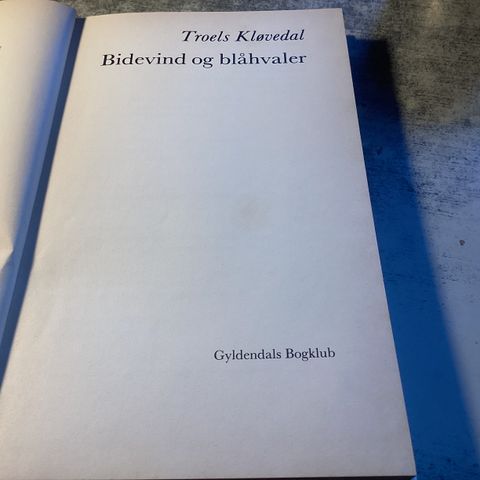 Troels Kløvedal
Bidevind og blåhvaler
Gyldendals Bogklub